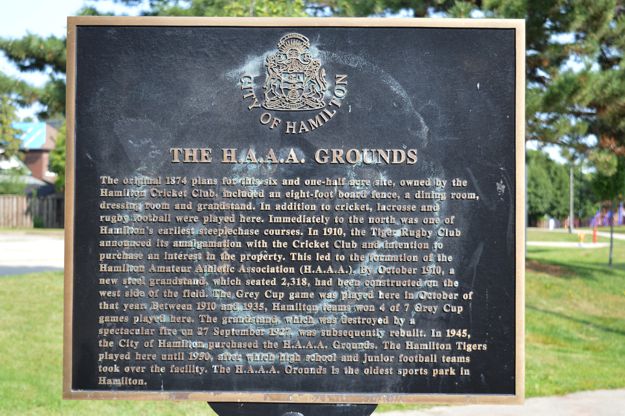 CITY OF HAMILTON
THE H.A.A.A. GROUNDS
The original 1874 plans for this six and one-half acre site, owned by the
Hamilton Cricket Club, included an eight-foot board fence, a dining room,
dressing room and grandstand. In addition to cricket, lacrosse and
rugby football were played here. Immediately to the north was one of
Hamilton's earliest steeplechase courses. In 1910, the Tiger Rugby Club
announced its amalgamation with the Cricket Club and intention to
purchase an interest in the property. This led to the formation of the
Hamilton Amateur Athletic Association (H.A.A.A.). By October 1910, a
new steel grandstand, which seated 2,318, had been constructed on the
west side of the field. The Grey Cup game was played here in October of
that year. Between 1910 and 1935, Hamilton teams won 4 of 7 Grey Cup
games played here. The grandstand, which was destroyed by a
spectacular fire on 27 September 1927, was subsequently rebuilt. In 1945,
the City of Hamilton purchased the H.A.A.A. Grounds. The Hamilton Tigers
played here until 1950, after which high school and junior football teams
took over the facility. The H.A.A.A. Grounds is the oldest sports park in
Hamilton.